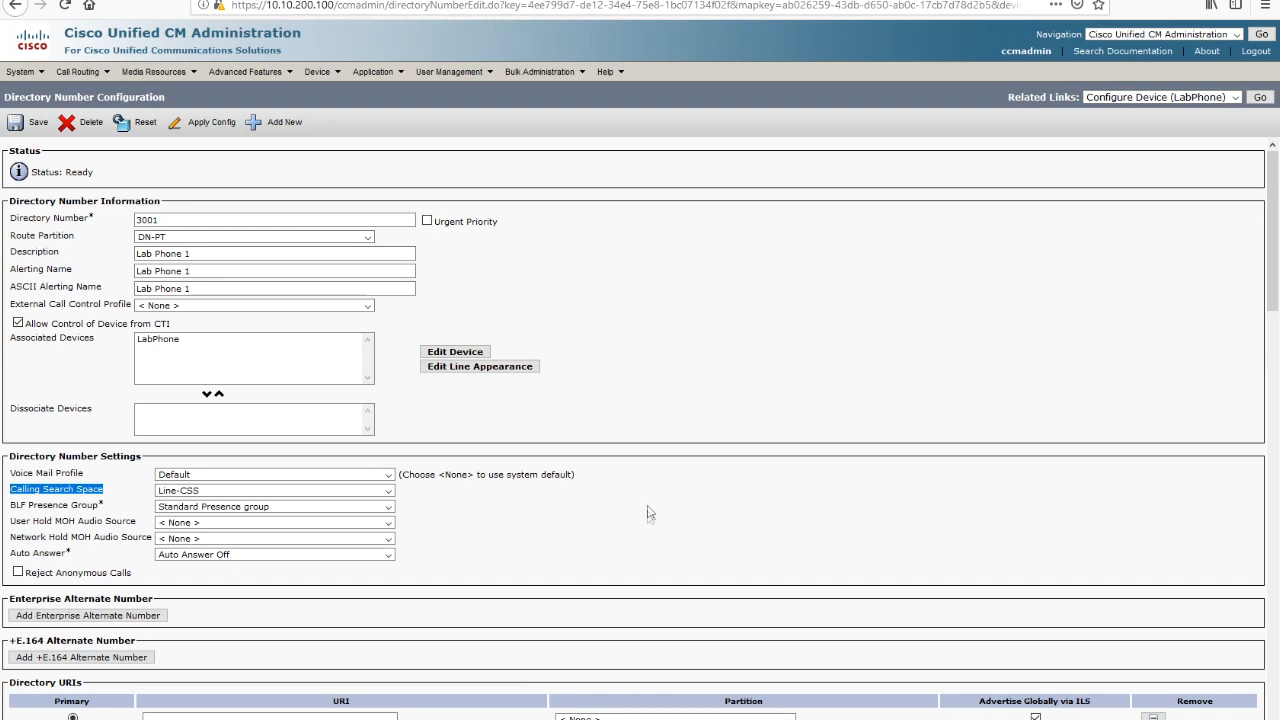 https://10.10.200.100/ccmadmin/directoryNumberEdit.do?key=4ee799d7-de12-34e4-75e8-1bc07134f02f&mapkey=ab026259-43db-d650-ab0c-17cb7d78d2b5&devi
Cisco Unified CM Administration
CISCO
For Cisco Unified Communications Solutions
Navigation Cisco Unified CM Administration Go
ccmadmin Search Documentation About Logout
System Call Routing Media Resources Advanced Features Device Application User Management Bulk Administration Help
Directory Number Configuration Related Links: Configure Device (LabPhone) Go
Save Delete Reset Apply Config Add New
Status
Status: Ready
Directory Number Information
Directory Number* 3001 Urgent Priority
Route Partition DN-PT
Description Lab Phone 1
Alerting Name Lab Phone 1
ASCII Alerting Name Lab Phone 1
External Call Control Profile < None >
Allow Control of Device from CTI
Associated Devices LabPhone
Edit Device
Edit Line Appearance
Dissociate Devices
Directory Number Settings
Voice Mail Profile Default (Choose <None> to use system default)
Calling Search Space Line-CSS
BLF Presence Group* Standard Presence group
User Hold MOH Audio Source < None >
Network Hold MOH Audio Source < None >
Auto Answer* Auto Answer Off
Reject Anonymous Calls
Enterprise Alternate Number
Add Enterprise Alternate Number
+E.164 Alternate Number
Add +E.164 Alternate Number
Directory URIs
Primary URI Partition Advertise Globally via ILS Remove
< None >